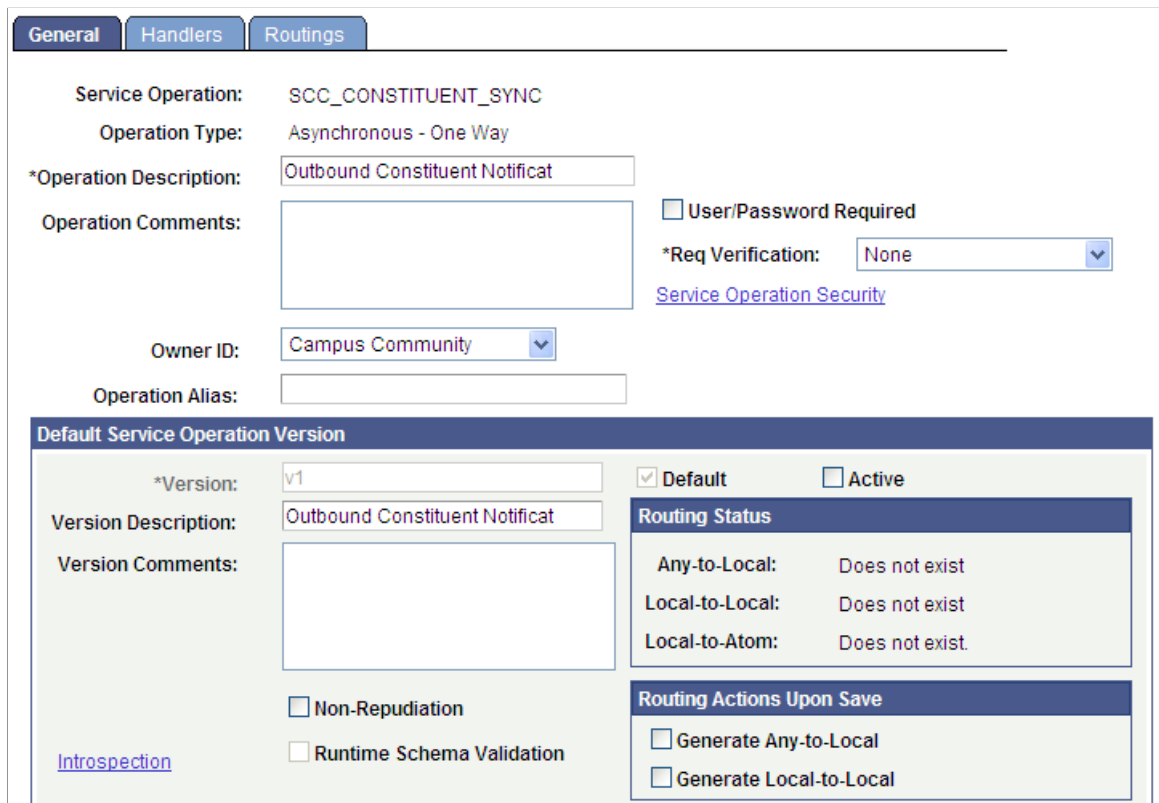 General Handlers Routings
Service Operation: SCC_CONSTITUENT_SYNC
Operation Type: Asynchronous - One Way
*Operation Description: Outbound Constituent Notificat
Operation Comments:
User/Password Required
*Req Verification: None
Service Operation Security
Owner ID: Campus Community
Operation Alias:
Default Service Operation Version
*Version: v1
Default Active
Version Description: Outbound Constituent Notificat
Version Comments:
Routing Status
Any-to-Local: Does not exist
Local-to-Local: Does not exist
Local-to-Atom: Does not exist.
Non-Repudiation
Runtime Schema Validation
Introspection
Routing Actions Upon Save
Generate Any-to-Local
Generate Local-to-Local